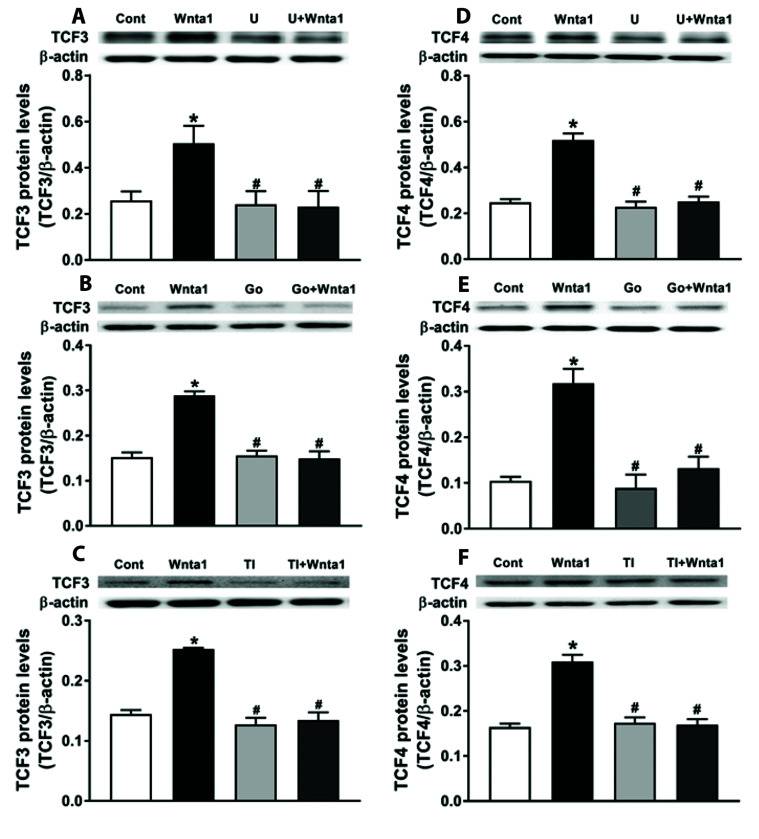 A
Cont Wnta1 U U+Wnta1
TCF3
β-actin
0.8
0.6
0.4
0.2
0.0
TCF3 protein levels
(TCF3/β-actin)
*
#
#
D
Cont Wnta1 U U+Wnta1
TCF4
β-actin
0.8
0.6
0.4
0.2
0.0
TCF4 protein levels
(TCF4/β-actin)
*
#
#
B
Cont Wnta1 Go Go+Wnta1
TCF3
β-actin
0.4
0.3
0.2
0.1
0.0
TCF3 protein levels
(TCF3/β-actin)
*
#
#
E
Cont Wnta1 Go Go+Wnta1
TCF4
β-actin
0.4
0.3
0.2
0.1
0.0
TCF4 protein levels
(TCF4/β-actin)
*
#
#
C
Cont Wnta1 TI TI+Wnta1
TCF3
β-actin
0.3
0.2
0.1
0.0
TCF3 protein levels
(TCF3/β-actin)
*
#
#
F
Cont Wnta1 TI TI+Wnta1
TCF4
β-actin
0.4
0.3
0.2
0.1
0.0
TCF4 protein levels
(TCF4/β-actin)
*
#
#